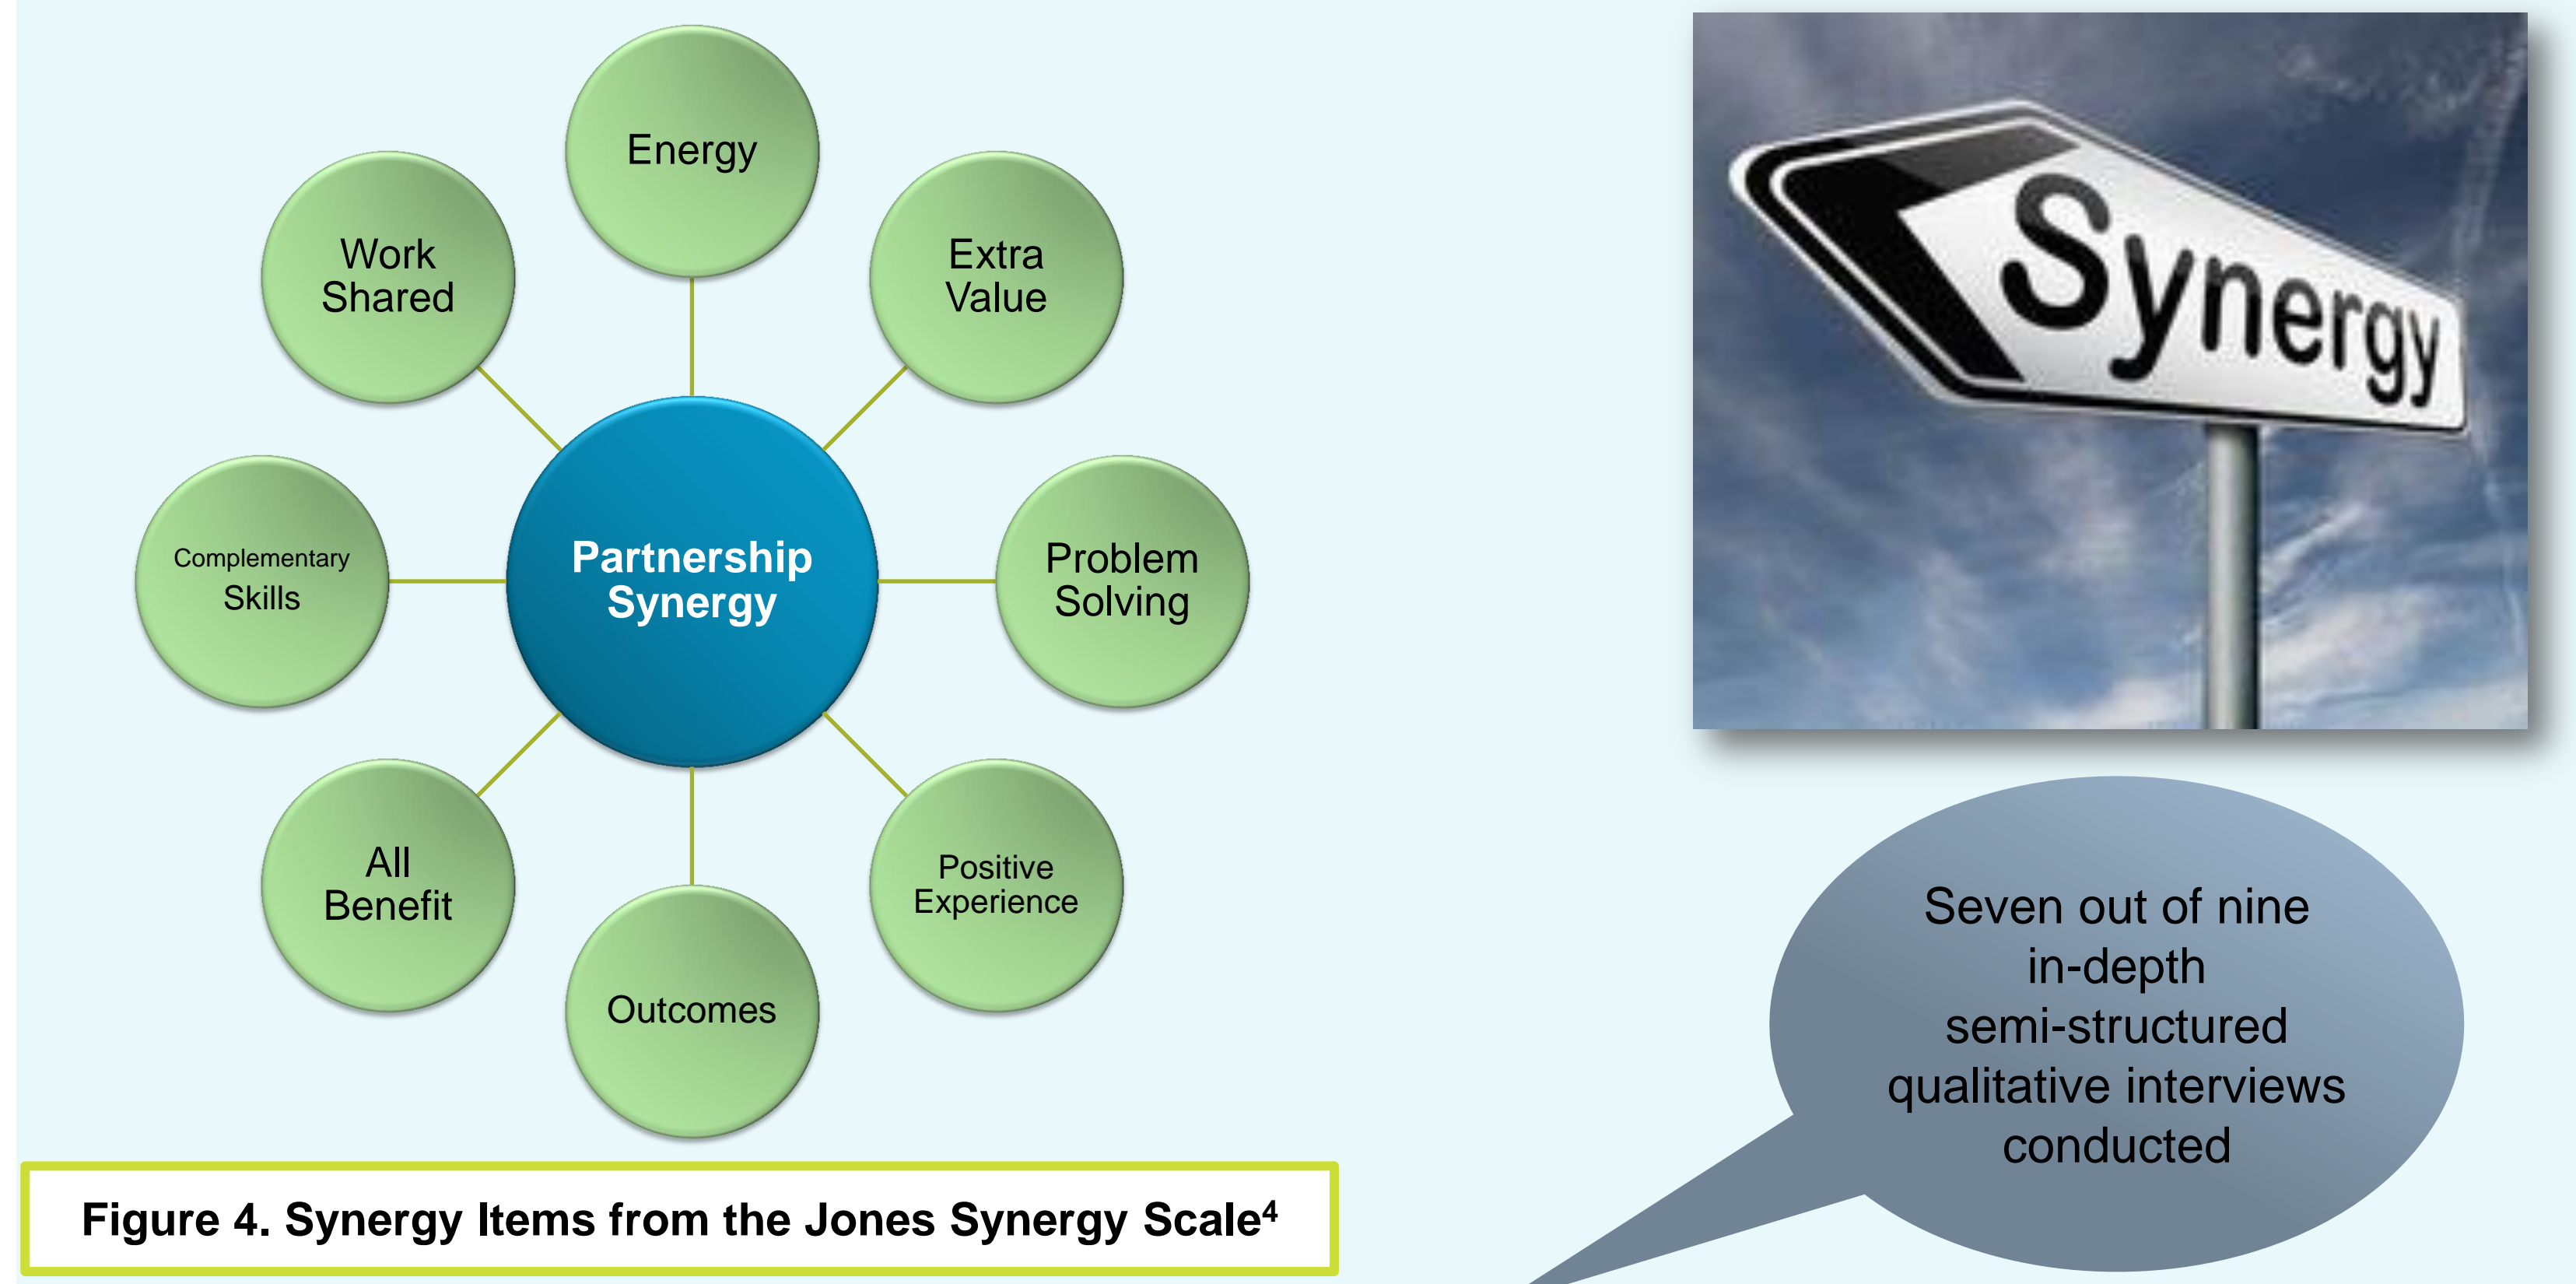 Energy
Extra
Value
Problem
Solving
Positive
Experience
Outcomes
All
Benefit
Complementary
Skills
Work
Shared
Partnership
Synergy
Figure 4. Synergy Items from the Jones Synergy Scale⁴
Synergy
Seven out of nine
in-depth
semi-structured
qualitative interviews
conducted